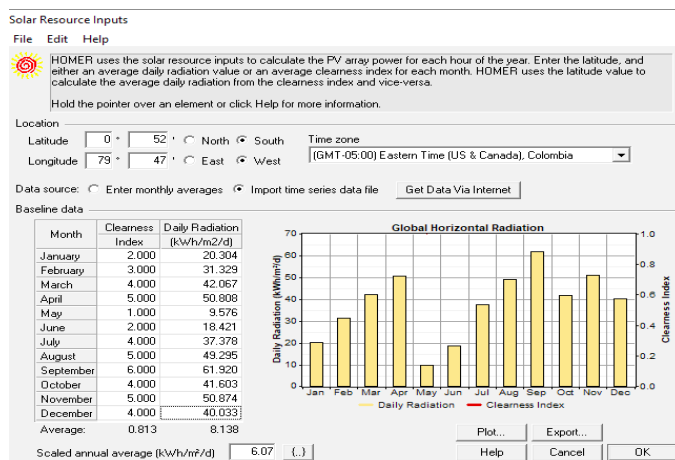 Solar Resource Inputs
File Edit Help
HOMER uses the solar resource inputs to calculate the PV array power for each hour of the year. Enter the latitude, and
either an average daily radiation value or an average clearness index for each month. HOMER uses the latitude value to
calculate the average daily radiation from the clearness index and vice-versa.
Hold the pointer over an element or click Help for more information.
Location
Latitude 0 ° 52 ' North South Time zone
Longitude 79 ° 47 ' East West (GMT-05:00) Eastern Time (US & Canada), Colombia
Data source: Enter monthly averages Import time series data file Get Data Via Internet
Baseline data
Month Clearness Index Daily Radiation (kWh/m2/d)
January 2.000 20.304
February 3.000 31.329
March 4.000 42.067
April 5.000 50.808
May 1.000 9.576
June 2.000 18.421
July 4.000 37.378
August 5.000 49.295
September 6.000 61.920
October 4.000 41.603
November 5.000 50.874
December 4.000 40.033
Average: 0.813 8.138
Scaled annual average (kWh/m²/d) 6.07 {..}
Global Horizontal Radiation
Daily Radiation (kWh/m²/d)
70
60
50
40
30
20
10
0
Clearness Index
1.0
0.8
0.6
0.4
0.2
0.0
Jan Feb Mar Apr May Jun Jul Aug Sep Oct Nov Dec
Daily Radiation Clearness Index
Plot... Export...
Help Cancel OK